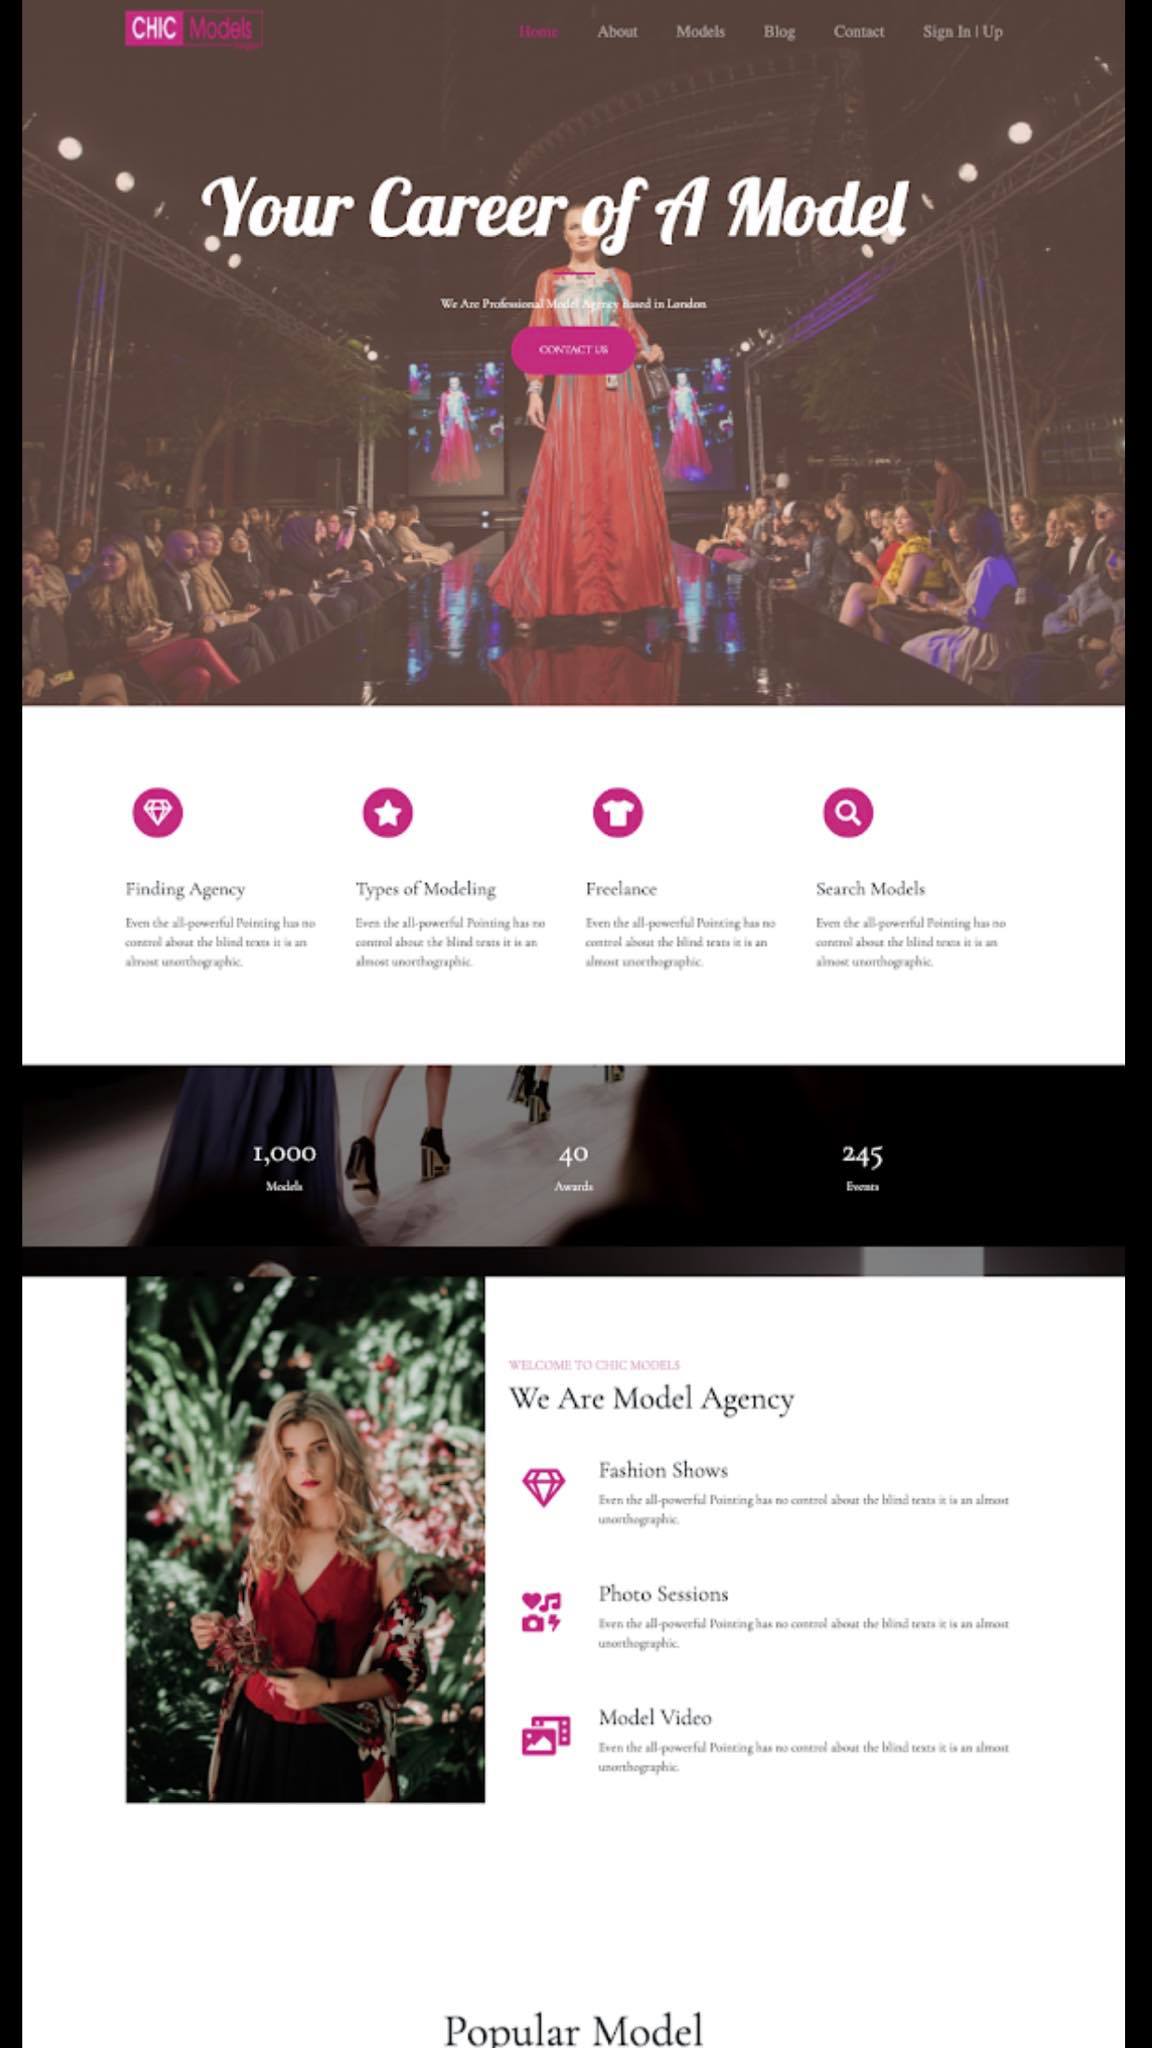 CHIC Models
Home About Models Blog Contact Sign In | Up
Your Career of A Model
We Are Professional Model Agency Based in London
CONTACT US
Finding Agency
Even the all-powerful Pointing has no
control about the blind texts it is an
almost unorthographic.
Types of Modeling
Even the all-powerful Pointing has no
control about the blind texts it is an
almost unorthographic.
Freelance
Even the all-powerful Pointing has no
control about the blind texts it is an
almost unorthographic.
Search Models
Even the all-powerful Pointing has no
control about the blind texts it is an
almost unorthographic.
1,000
Models
40
Awards
245
Events
WELCOME TO CHIC MODELS
We Are Model Agency
Fashion Shows
Even the all-powerful Pointing has no control about the blind texts it is an almost
unorthographic.
Photo Sessions
Even the all-powerful Pointing has no control about the blind texts it is an almost
unorthographic.
Model Video
Even the all-powerful Pointing has no control about the blind texts it is an almost
unorthographic.
Popular Model